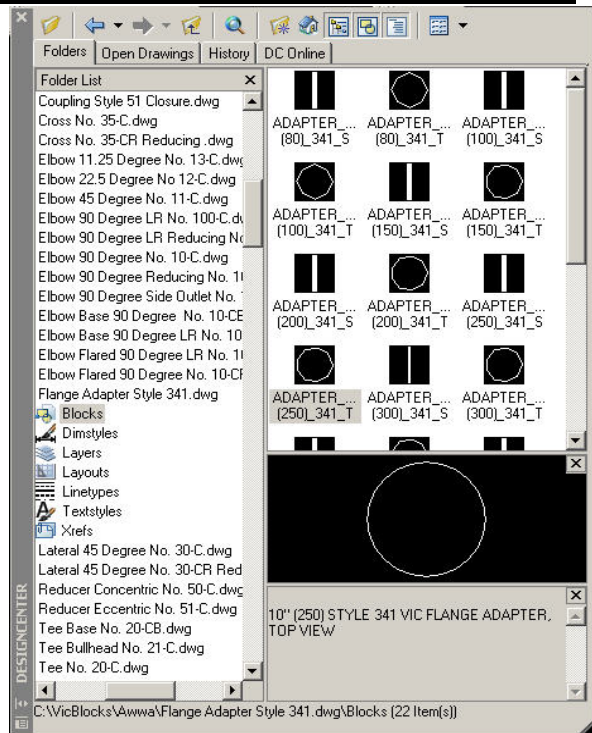 Folders
Open Drawings
History
DC Online
Folder List
Coupling Style 51 Closure.dwg
Cross No. 35-C.dwg
Cross No. 35-CR Reducing .dwg
Elbow 11.25 Degree No. 13-C.dwg
Elbow 22.5 Degree No 12-C.dwg
Elbow 45 Degree No. 11-C.dwg
Elbow 90 Degree LR No. 100-C.d
Elbow 90 Degree LR Reducing N
Elbow 90 Degree No. 10-C.dwg
Elbow 90 Degree Reducing No. 1
Elbow 90 Degree Side Outlet No.
Elbow Base 90 Degree No. 10-CB
Elbow Base 90 Degree LR No. 10
Elbow Flared 90 Degree LR No. 1
Elbow Flared 90 Degree No. 10-C
Flange Adapter Style 341.dwg
Blocks
Dimstyles
Layers
Layouts
Linetypes
Textstyles
Xrefs
Lateral 45 Degree No. 30-C.dwg
Lateral 45 Degree No. 30-CR Red
Reducer Concentric No. 50-C.dwg
Reducer Eccentric No. 51-C.dwg
Tee Base No. 20-CB.dwg
Tee Bullhead No. 21-C.dwg
Tee No. 20-C.dwg
ADAPTER_... ADAPTER_... ADAPTER_...
(80)_341_S (80)_341_T (100)_341_S
ADAPTER_... ADAPTER_... ADAPTER_...
(100)_341_T (150)_341_S (150)_341_T
ADAPTER_... ADAPTER_... ADAPTER_...
(200)_341_S (200)_341_T (250)_341_S
ADAPTER_... ADAPTER_... ADAPTER_...
(250)_341_T (300)_341_S (300)_341_T
10" (250) STYLE 341 VIC FLANGE ADAPTER,
TOP VIEW
DESIGNCENTER
C:\VicBlocks\Awwa\Flange Adapter Style 341.dwg\Blocks (22 Item(s))